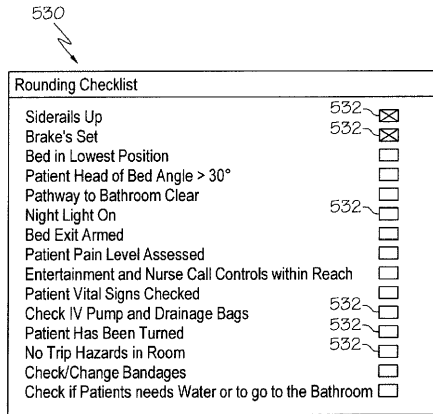 530
Rounding Checklist
Siderails Up 532
Brake's Set 532
Bed in Lowest Position
Patient Head of Bed Angle > 30°
Pathway to Bathroom Clear
Night Light On 532
Bed Exit Armed
Patient Pain Level Assessed
Entertainment and Nurse Call Controls within Reach
Patient Vital Signs Checked
Check IV Pump and Drainage Bags 532
Patient Has Been Turned 532
No Trip Hazards in Room 532
Check/Change Bandages
Check if Patients needs Water or to go to the Bathroom